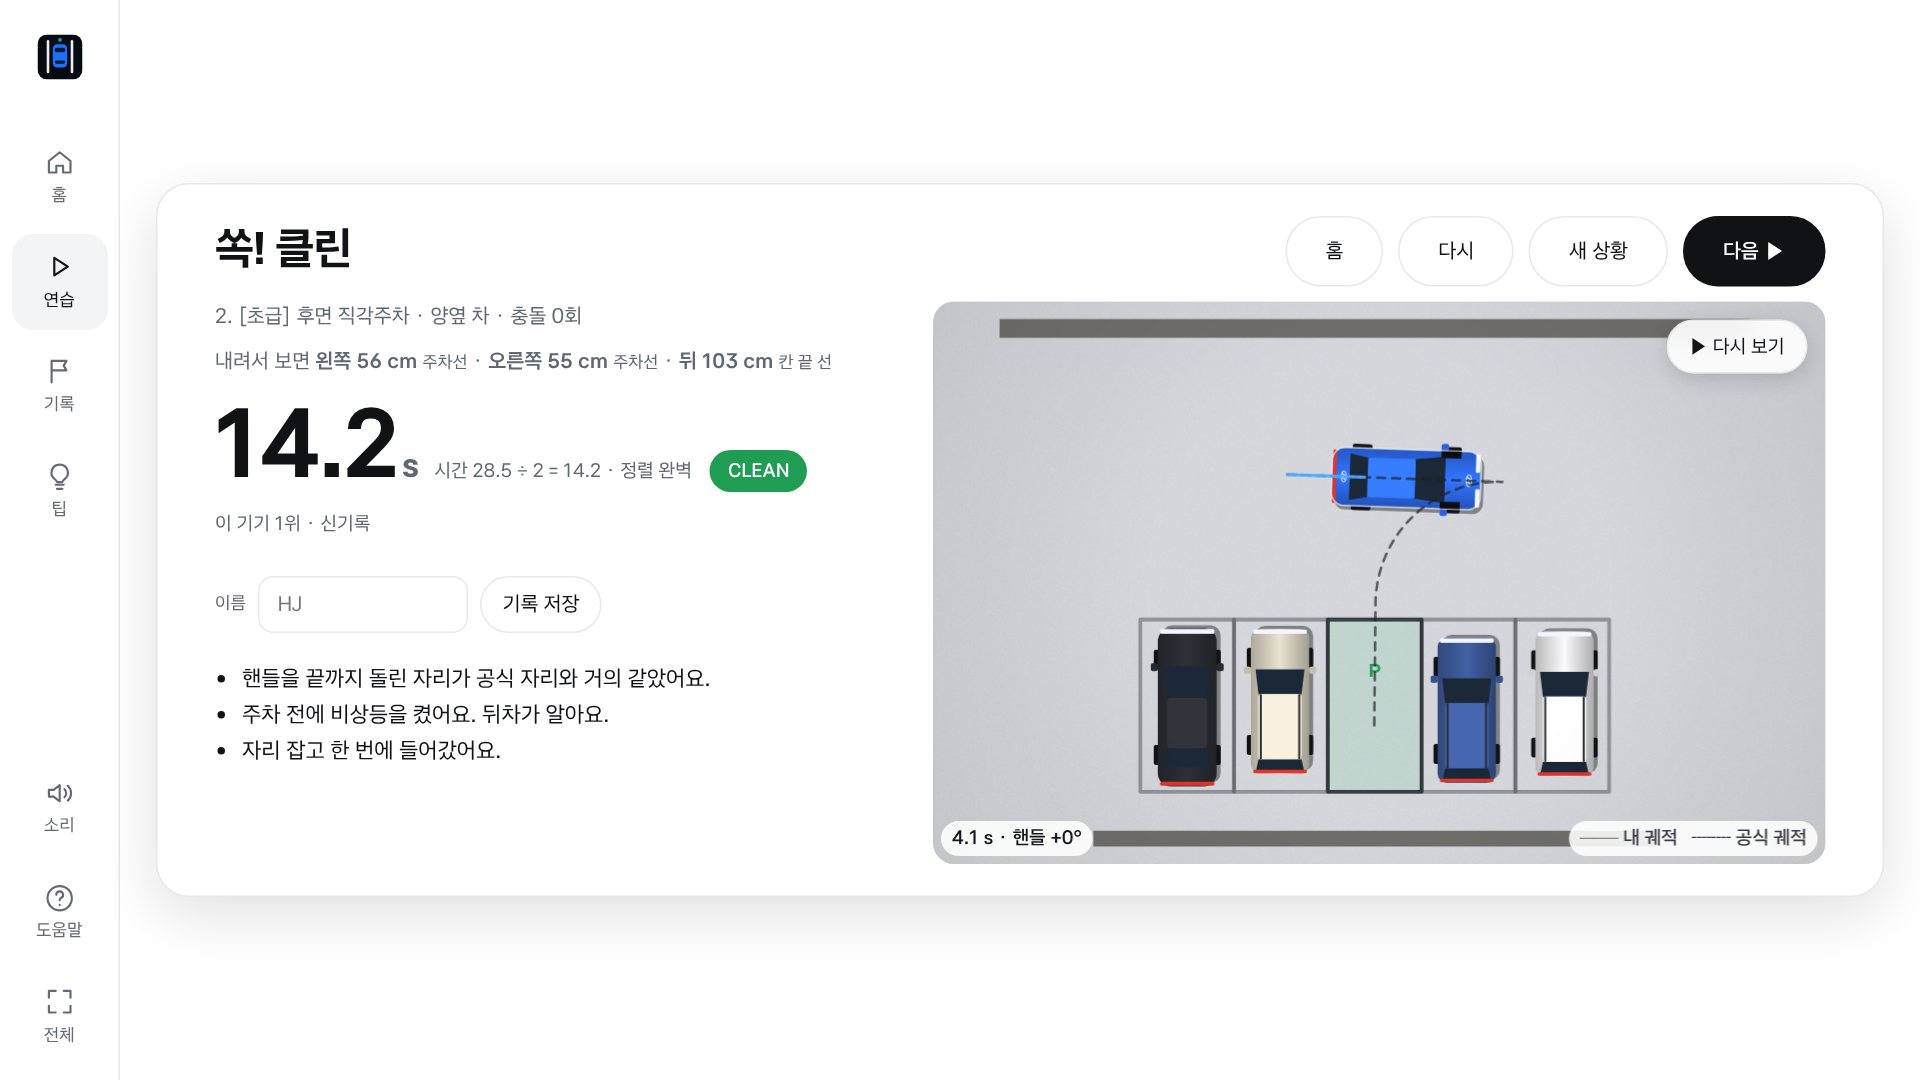 홈
연습
기록
팁
소리
도움말
전체
쏙! 클린
홈
다시
새 상황
다음 ▶
2. [초급] 후면 직각주차 · 양옆 차 · 충돌 0회
내려서 보면 왼쪽 56 cm 주차선 · 오른쪽 55 cm 주차선 · 뒤 103 cm 칸 끝 선
14.2 s 시간 28.5 ÷ 2 = 14.2 · 정렬 완벽 CLEAN
이 기기 1위 · 신기록
이름 HJ 기록 저장
• 핸들을 끝까지 돌린 자리가 공식 자리와 거의 같았어요.
• 주차 전에 비상등을 켰어요. 뒤차가 알아요.
• 자리 잡고 한 번에 들어갔어요.
▶ 다시 보기
P
4.1 s · 핸들 +0°
내 궤적 공식 궤적